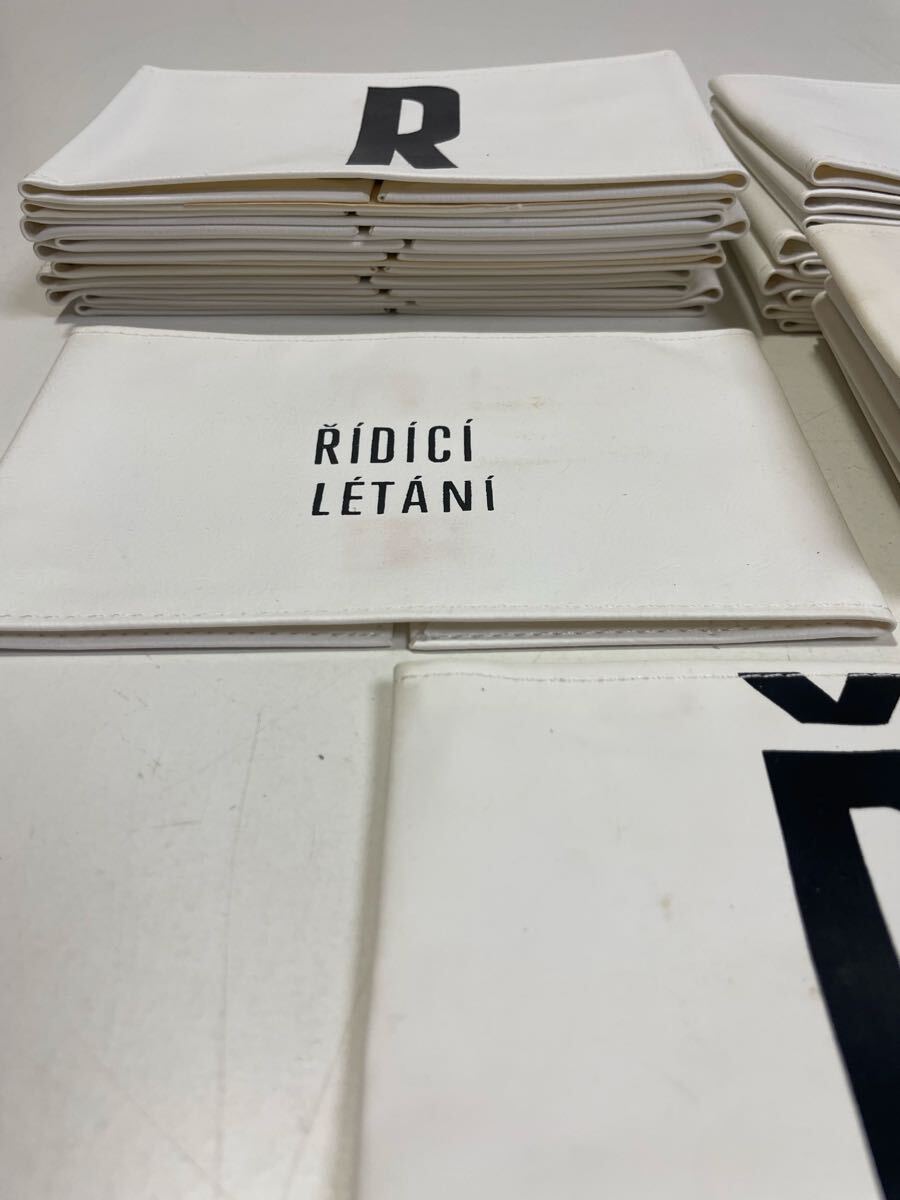 R
ŘÍDÍCÍ
LÉTÁNÍ
Ř